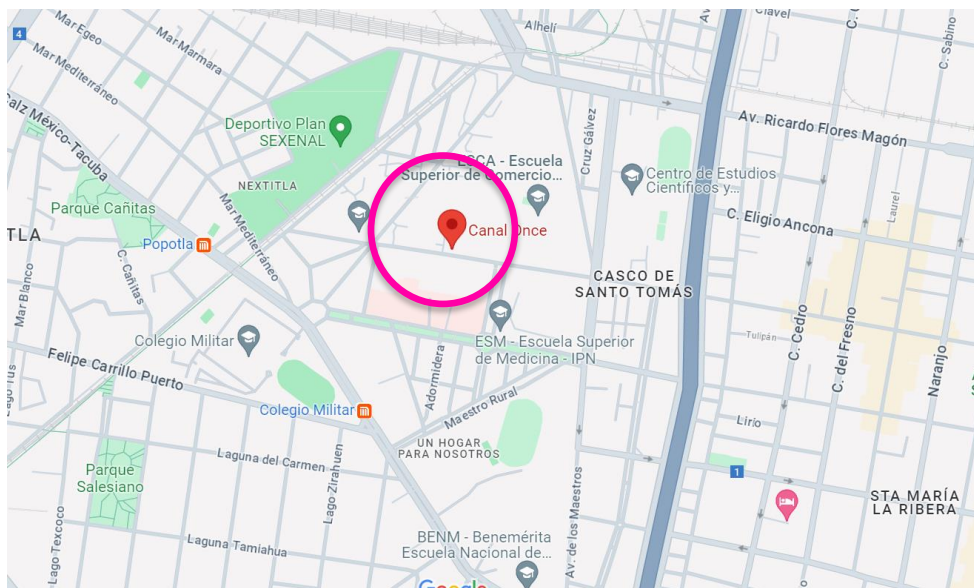 4
Mar Egeo
Mar Marmara
Mar Mediterráneo
Calz México-Tacuba
Alhelí
Clavel
C. Sabino
Deportivo Plan
SEXENAL
NEXTITLA
Parque Cañitas
Popotla
C. Cañitas
Mar Blanco
Mar Mediterráneo
ESCA - Escuela
Superior de Comercio...
Canal Once
Cruz Gálvez
Centro de Estudios
Científicos y...
Av. Ricardo Flores Magón
Laurel
C. Eligio Ancona
CASCO DE
SANTO TOMÁS
Tulipán
C. Cedro
C. del Fresno
Naranjo
Colegio Militar
Felipe Carrillo Puerto
Colegio Militar
ESM - Escuela Superior
de Medicina - IPN
Adormidera
Maestro Rural
UN HOGAR
PARA NOSOTROS
Lirio
1
STA MARÍA
LA RIBERA
Laguna del Carmen
Lago Zirahuen
Parque
Salesiano
Lago Texcoco
Laguna Tamiahua
BENM - Benemérita
Escuela Nacional de...
Av. de los Maestros
Google